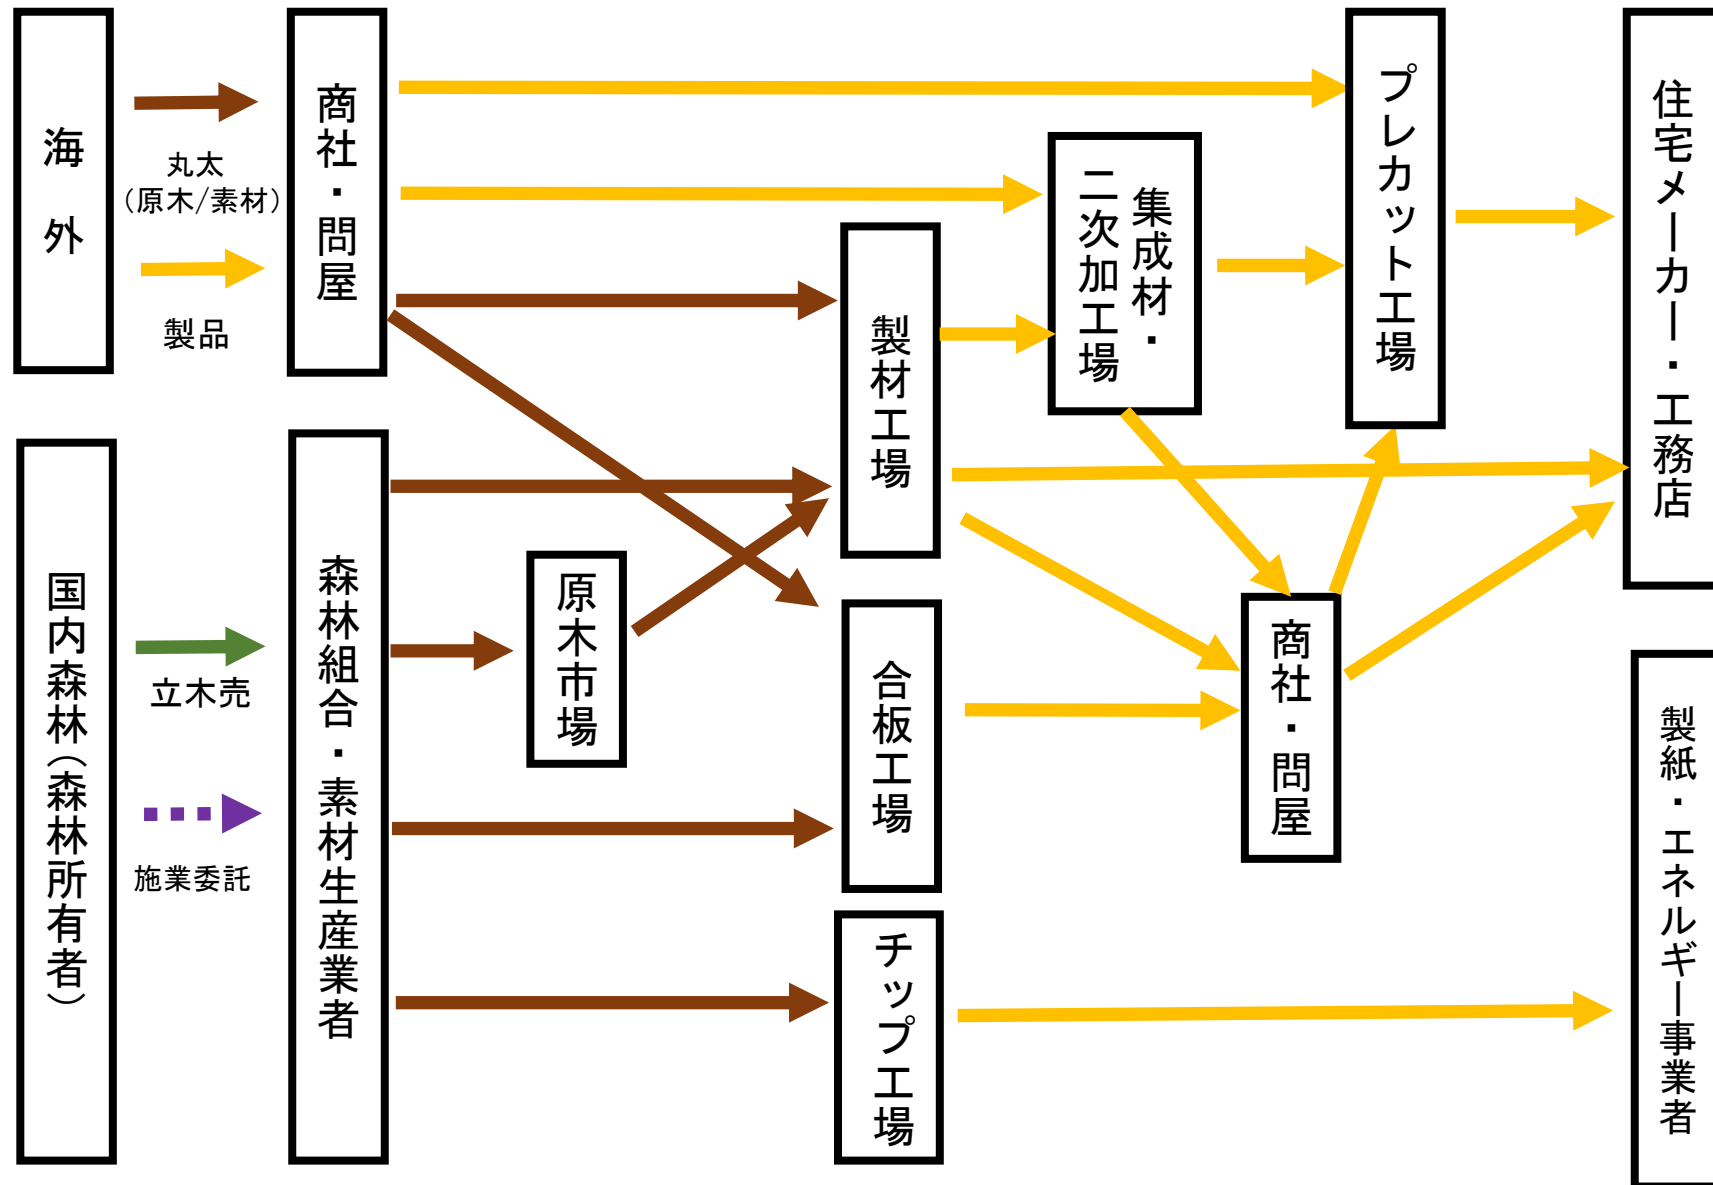 海外
丸太
（原木/素材）
製品
商社・問屋
国内森林（森林所有者）
立木売
施業委託
森林組合・素材生産業者
原木市場
製材工場
合板工場
チップ工場
集成材・
二次加工場
商社・問屋
プレカット工場
住宅メーカー・工務店
製紙・エネルギー事業者